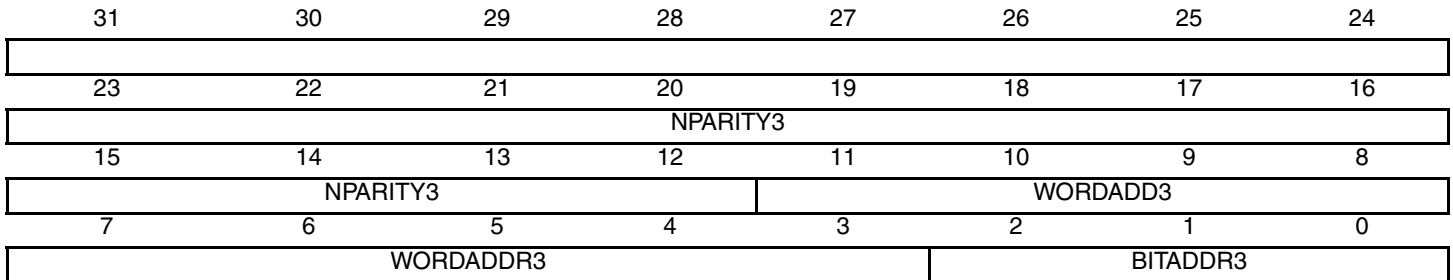 31 30 29 28 27 26 25 24
23 22 21 20 19 18 17 16
NPARITY3
15 14 13 12 11 10 9 8
NPARITY3 WORDADD3
7 6 5 4 3 2 1 0
WORDADDR3 BITADDR3